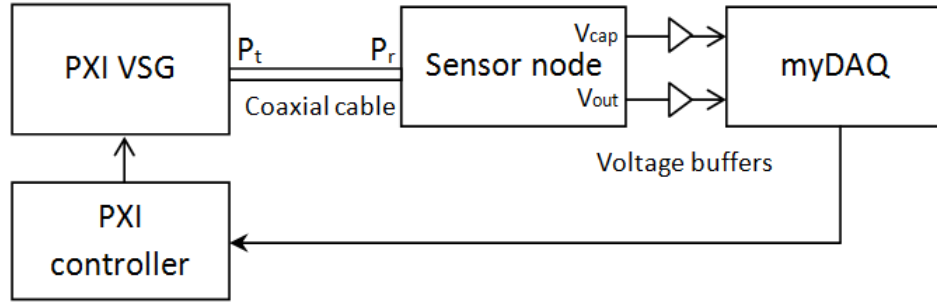 PXI VSG
Pt
Pr
Coaxial cable
Sensor node
Vcap
Vout
myDAQ
Voltage buffers
PXI
controller